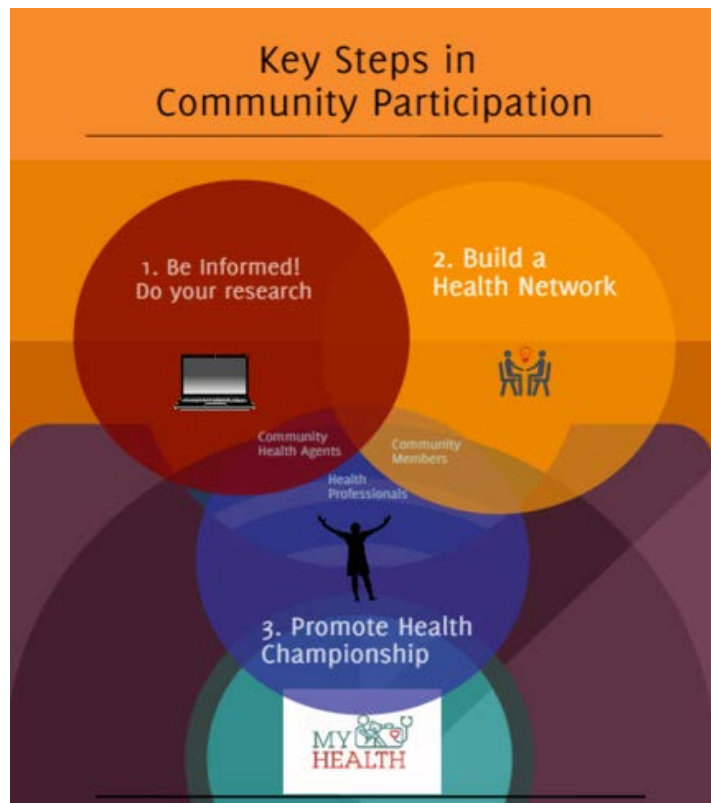 Key Steps in
Community Participation
1. Be Informed!
Do your research
2. Build a
Health Network
Community
Health Agents
Community
Members
Health
Professionals
3. Promote Health
Championship
MY
HEALTH